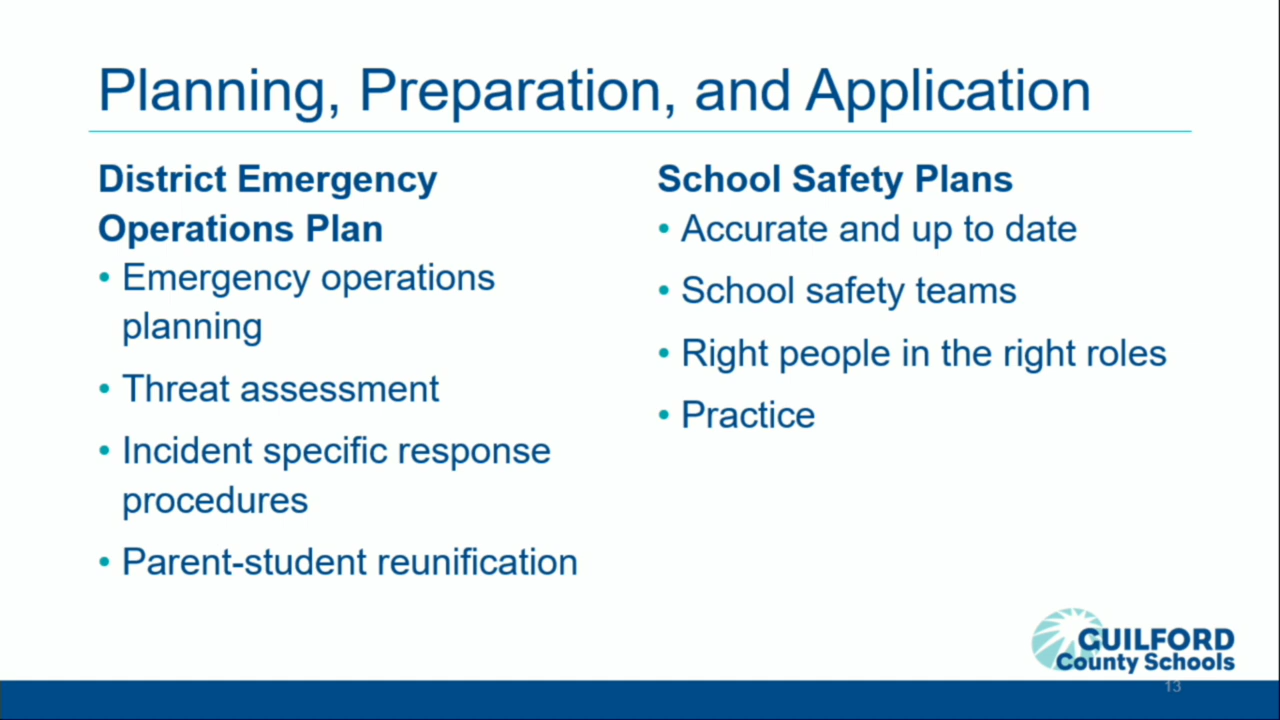 Planning, Preparation, and Application
District Emergency
Operations Plan
• Emergency operations
planning
• Threat assessment
• Incident specific response
procedures
• Parent-student reunification
School Safety Plans
• Accurate and up to date
• School safety teams
• Right people in the right roles
• Practice
GUILFORD
County Schools
13